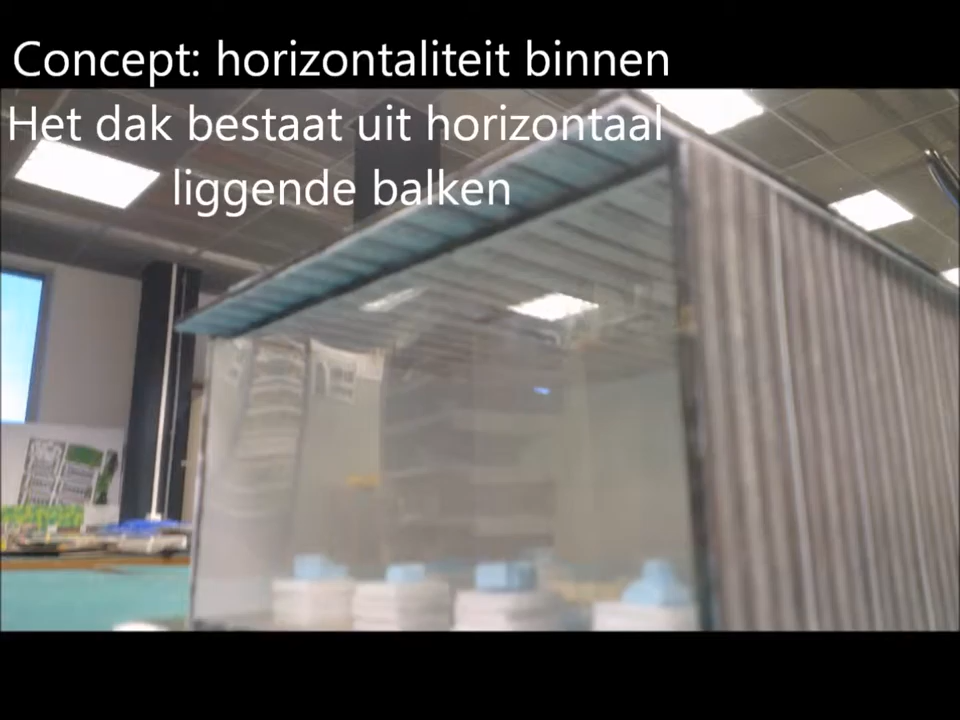 Concept: horizontaliteit binnen
Het dak bestaat uit horizontaal
liggende balken